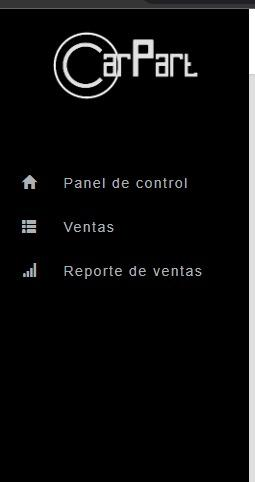 CarPart
Panel de control
Ventas
Reporte de ventas